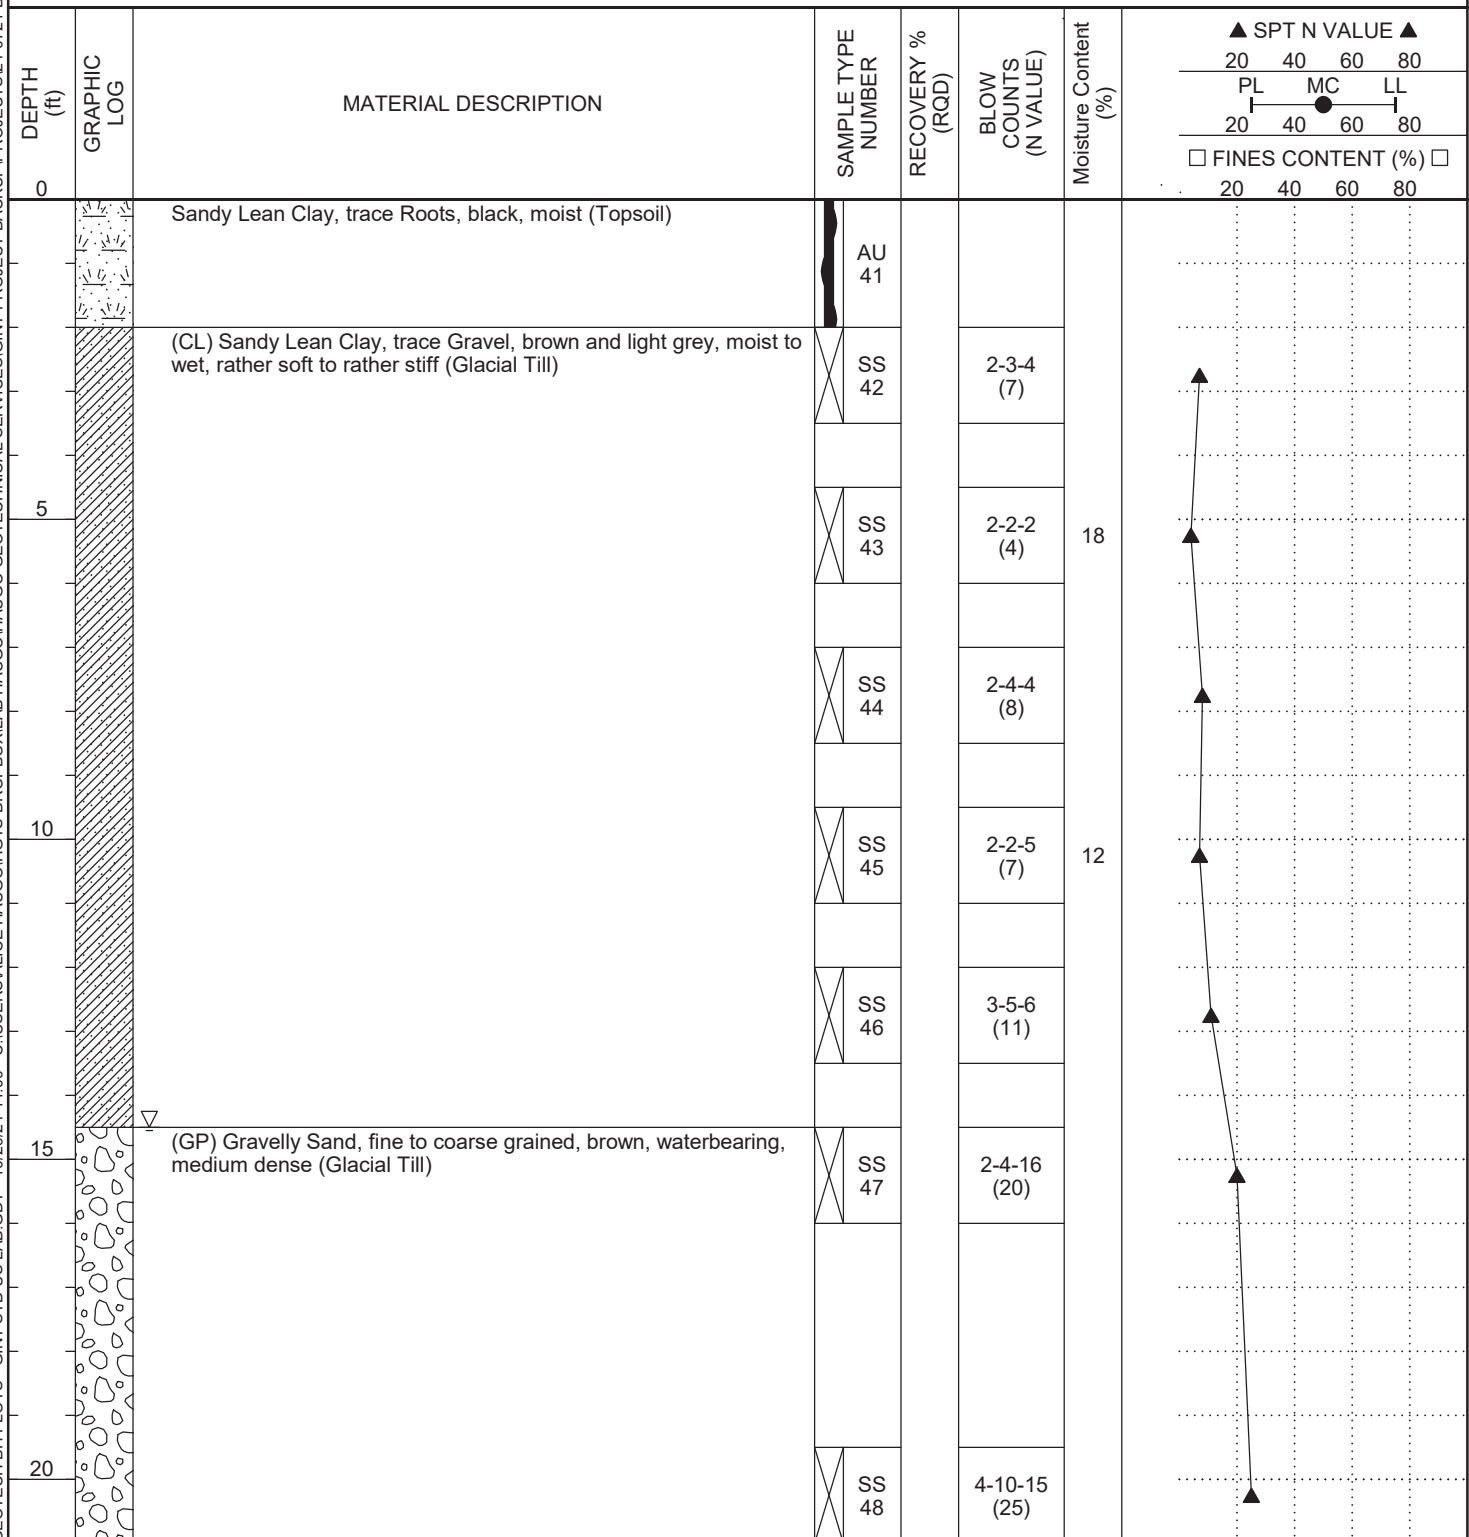 DEPTH
(ft)
GRAPHIC
LOG
MATERIAL DESCRIPTION
SAMPLE TYPE
NUMBER
RECOVERY %
(RQD)
BLOW
COUNTS
(N VALUE)
Moisture Content
(%)
▲ SPT N VALUE ▲
20 40 60 80
PL MC LL
20 40 60 80
□ FINES CONTENT (%) □
20 40 60 80
0
Sandy Lean Clay, trace Roots, black, moist (Topsoil)
AU
41
(CL) Sandy Lean Clay, trace Gravel, brown and light grey, moist to
wet, rather soft to rather stiff (Glacial Till)
SS
42
2-3-4
(7)
5
SS
43
2-2-2
(4)
18
SS
44
2-4-4
(8)
10
SS
45
2-2-5
(7)
12
SS
46
3-5-6
(11)
(GP) Gravelly Sand, fine to coarse grained, brown, waterbearing,
medium dense (Glacial Till)
15
SS
47
2-4-16
(20)
20
SS
48
4-10-15
(25)